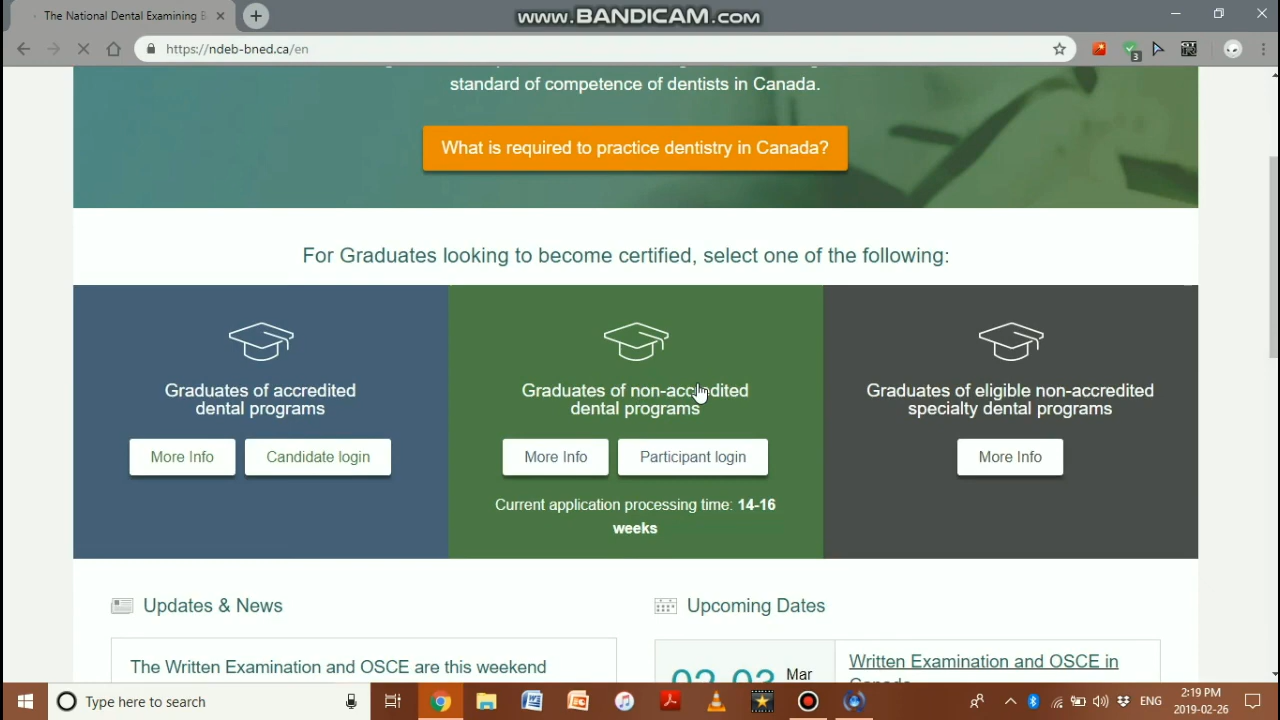 The National Dental Examining
www.BANDICAM.com
https://ndeb-bned.ca/en
3
standard of competence of dentists in Canada.
What is required to practice dentistry in Canada?
For Graduates looking to become certified, select one of the following:
Graduates of accredited
dental programs
More Info
Candidate login
Graduates of non-accredited
dental programs
More Info
Participant login
Current application processing time: 14-16
weeks
Graduates of eligible non-accredited
specialty dental programs
More Info
Updates & News
The Written Examination and OSCE are this weekend
Upcoming Dates
02-03 Mar
Written Examination and OSCE in
Canada
Type here to search
ENG
2:19 PM
2019-02-26